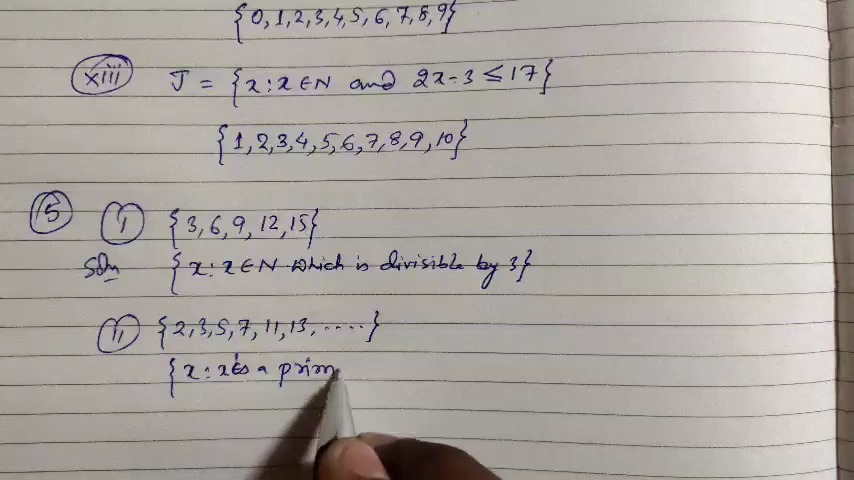 {0,1,2,3,4,5,6,7,8,9}
xiii J = {x : x ∈ N and 2x - 3 ≤ 17}
{1,2,3,4,5,6,7,8,9,10}
15 i {3,6,9,12,15}
Soln {x : x ∈ N which is divisible by 3}
ii {2,3,5,7,11,13,.....}
{x : x is a prim